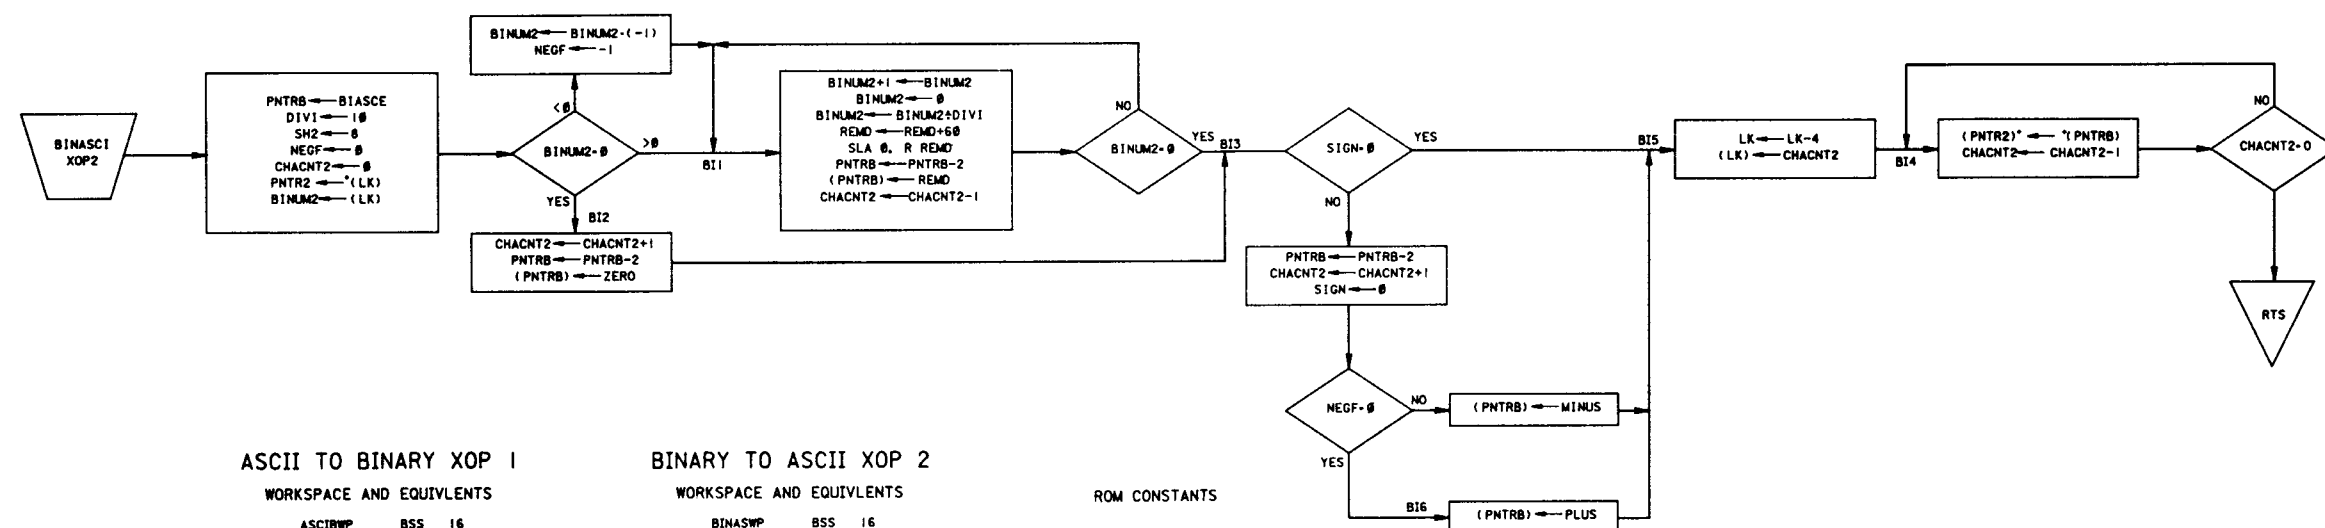 BINASCI
XOP2
PNTRB ← BIASCE
DIVI ← 10
SH2 ← 8
NEGF ← 0
CHACNT2 ← 0
PNTR2 ← *(LK)
BINUM2 ← (LK)
BINUM2 ← BINUM2-(-1)
NEGF ← -1
<0
BINUM2-0
>0
YES
BI1
BI2
CHACNT2 ← CHACNT2+1
PNTRB ← PNTRB-2
(PNTRB) ← ZERO
BINUM2+1 ← BINUM2
BINUM2 ← 0
BINUM2 ← BINUM2÷DIVI
REMD ← REMD+60
SLA 0, R REMD
PNTRB ← PNTRB-2
(PNTRB) ← REMD
CHACNT2 ← CHACNT2-1
NO
BINUM2-0
YES
BI3
SIGN-0
YES
NO
PNTRB ← PNTRB-2
CHACNT2 ← CHACNT2+1
SIGN ← 0
NEGF-0
NO
(PNTRB) ← MINUS
YES
BI6
(PNTRB) ← PLUS
BI5
LK ← LK-4
(LK) ← CHACNT2
BI4
(PNTR2)* ← *(PNTRB)
CHACNT2 ← CHACNT2-1
NO
CHACNT2-0
RTS
ASCII TO BINARY XOP 1
WORKSPACE AND EQUIVLENTS
ASCIBWP BSS 16
BINARY TO ASCII XOP 2
WORKSPACE AND EQUIVLENTS
BINASWP BSS 16
ROM CONSTANTS